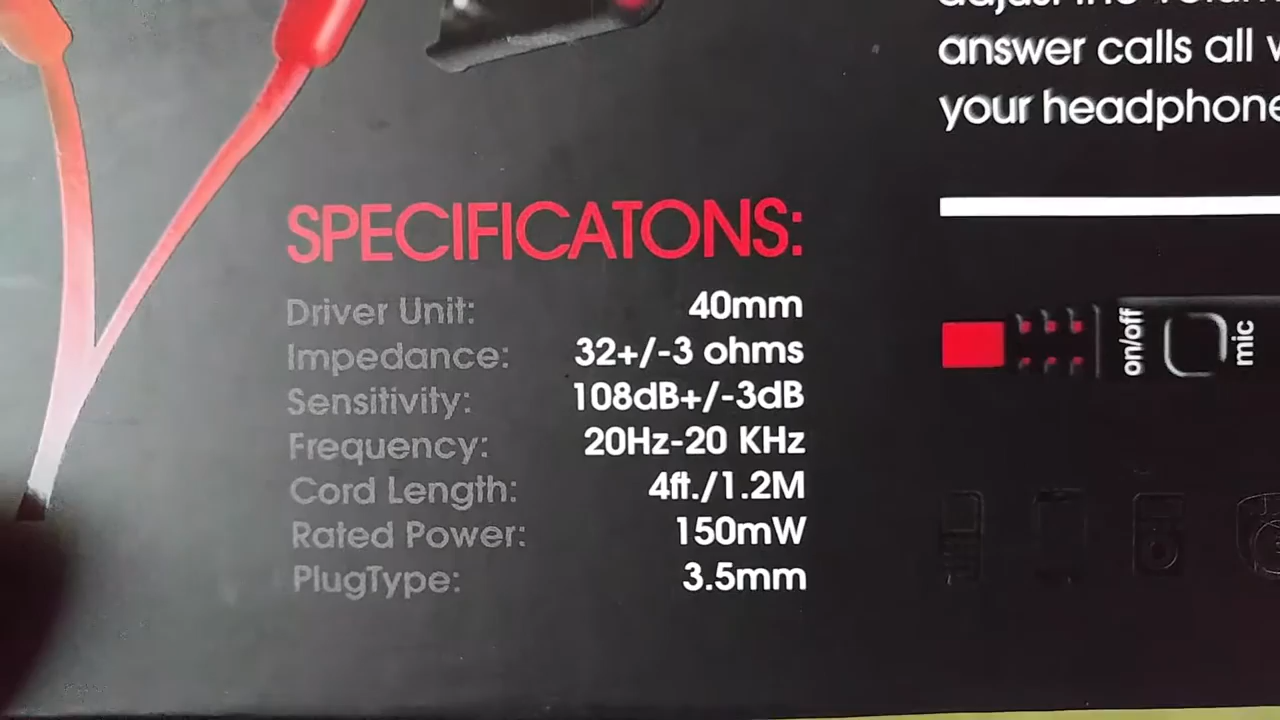 answer calls all
your headphone
SPECIFICATONS:
Driver Unit: 40mm
Impedance: 32+/-3 ohms
Sensitivity: 108dB+/-3dB
Frequency: 20Hz-20 KHz
Cord Length: 4ft./1.2M
Rated Power: 150mW
PlugType: 3.5mm
on/off
mic